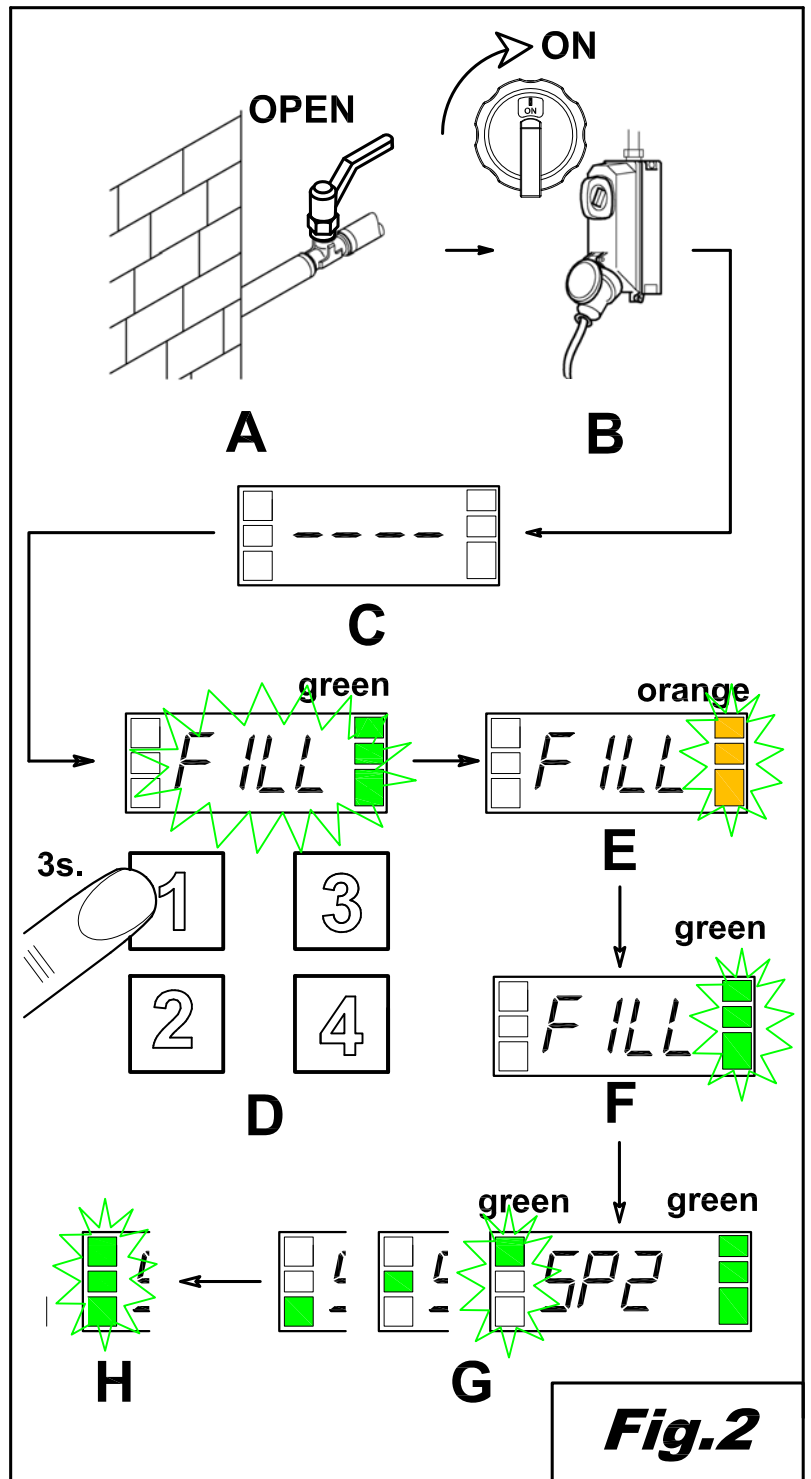 ON
ON
OPEN
A
B
----
C
green
orange
FILL
FILL
E
3s.
1
3
green
2
4
FILL
D
F
green
green
SP2
H
G
Fig.2